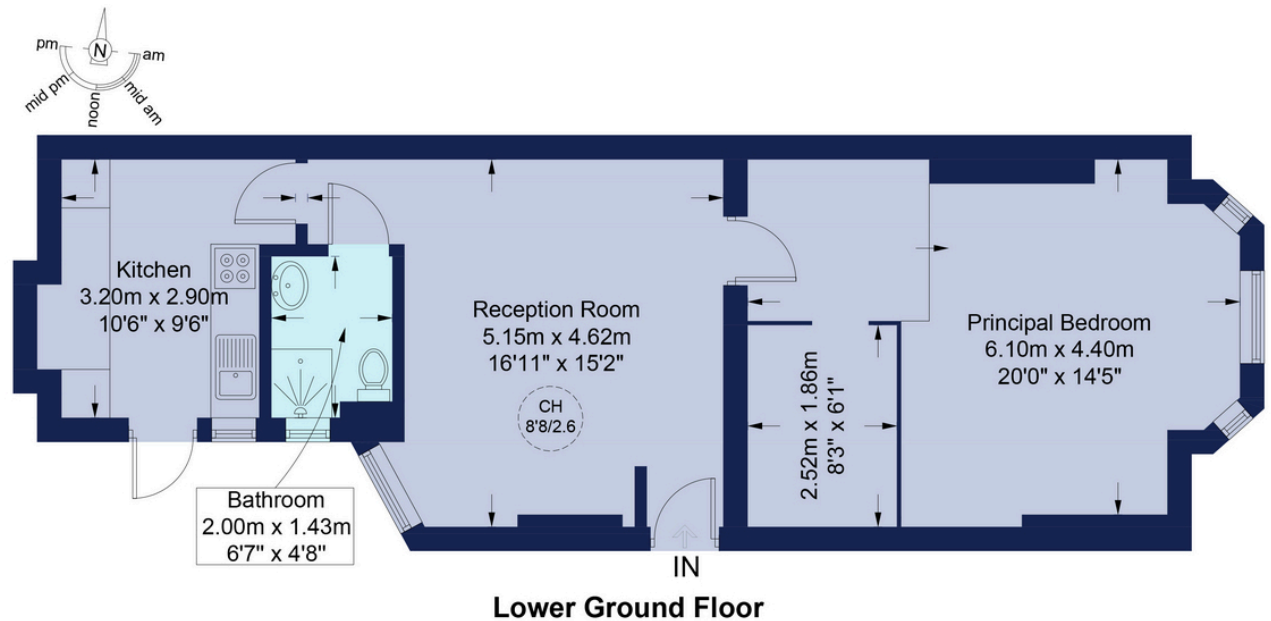 N
pm
am
mid pm
mid am
noon
Kitchen
3.20m x 2.90m
10'6" x 9'6"
Reception Room
5.15m x 4.62m
16'11" x 15'2"
CH
8'8/2.6
Principal Bedroom
6.10m x 4.40m
20'0" x 14'5"
2.52m x 1.86m
8'3" x 6'1"
Bathroom
2.00m x 1.43m
6'7" x 4'8"
IN
Lower Ground Floor